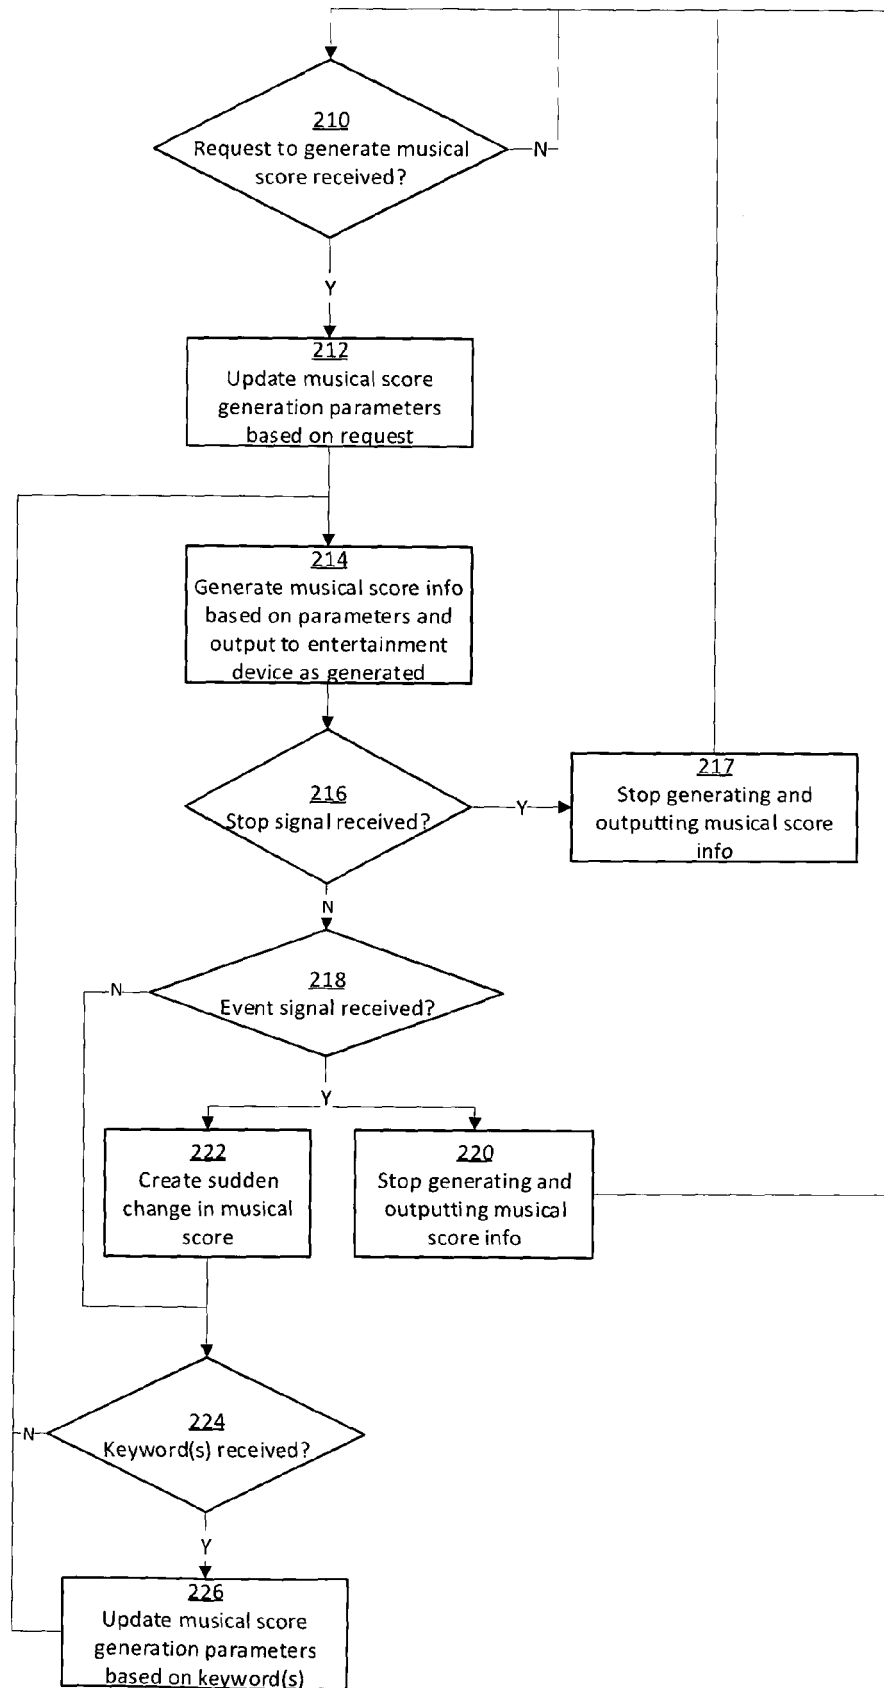 210
Request to generate musical
score received?
N
Y
212
Update musical score
generation parameters
based on request
214
Generate musical score info
based on parameters and
output to entertainment
device as generated
216
Stop signal received?
Y
217
Stop generating and
outputting musical score
info
N
218
Event signal received?
N
Y
222
Create sudden
change in musical
score
220
Stop generating and
outputting musical
score info
224
Keyword(s) received?
N
Y
226
Update musical score
generation parameters
based on keyword(s)